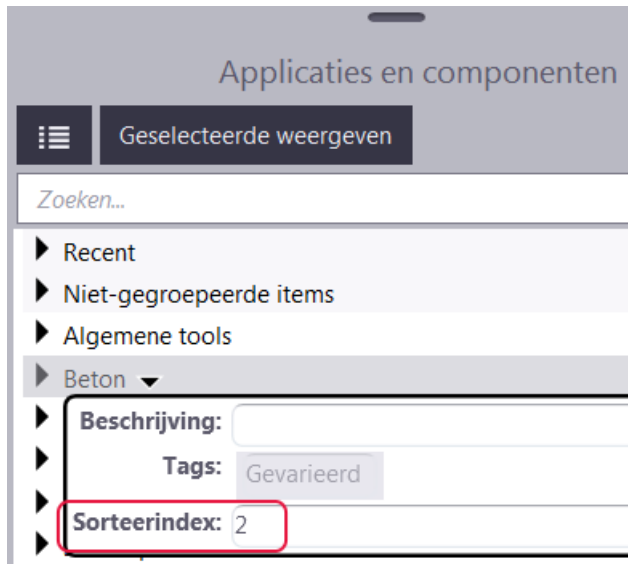 Applicaties en componenten
Geselecteerde weergeven
Zoeken...
Recent
Niet-gegroepeerde items
Algemene tools
Beton
Beschrijving:
Tags: Gevarieerd
Sorteerindex: 2